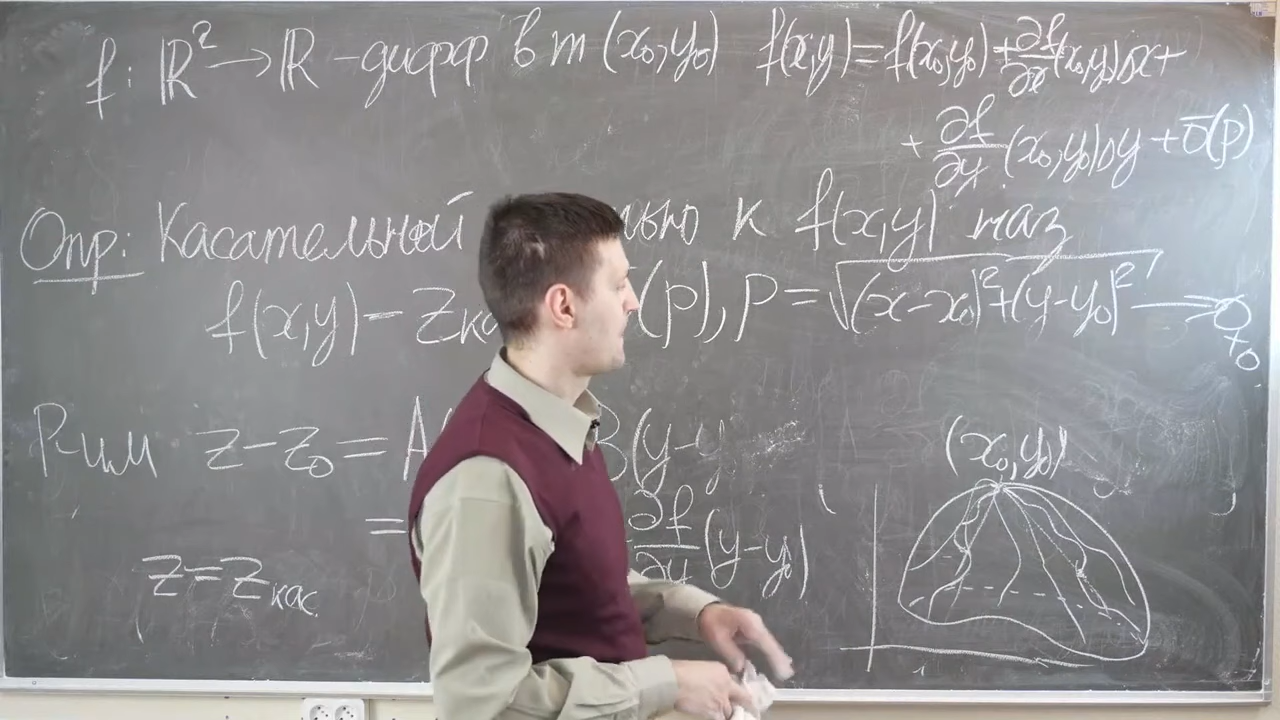 f: ℝ² → ℝ - дифф в т (x₀,y₀) f(x,y) = f(x₀,y₀) + ∂f/∂x (x₀,y₀)Δx +
+ ∂f/∂y (x₀,y₀)Δy + ō(ρ)
Опр: Касательной ью к f(x,y) наз
f(x,y) - Zка (ρ), ρ = √((x-x₀)²+(y-y₀)²)
R-им z - z₀ = A B(y-y
(x₀,y₀)
= ∂f/∂y (y-y₀)
z = zкас.